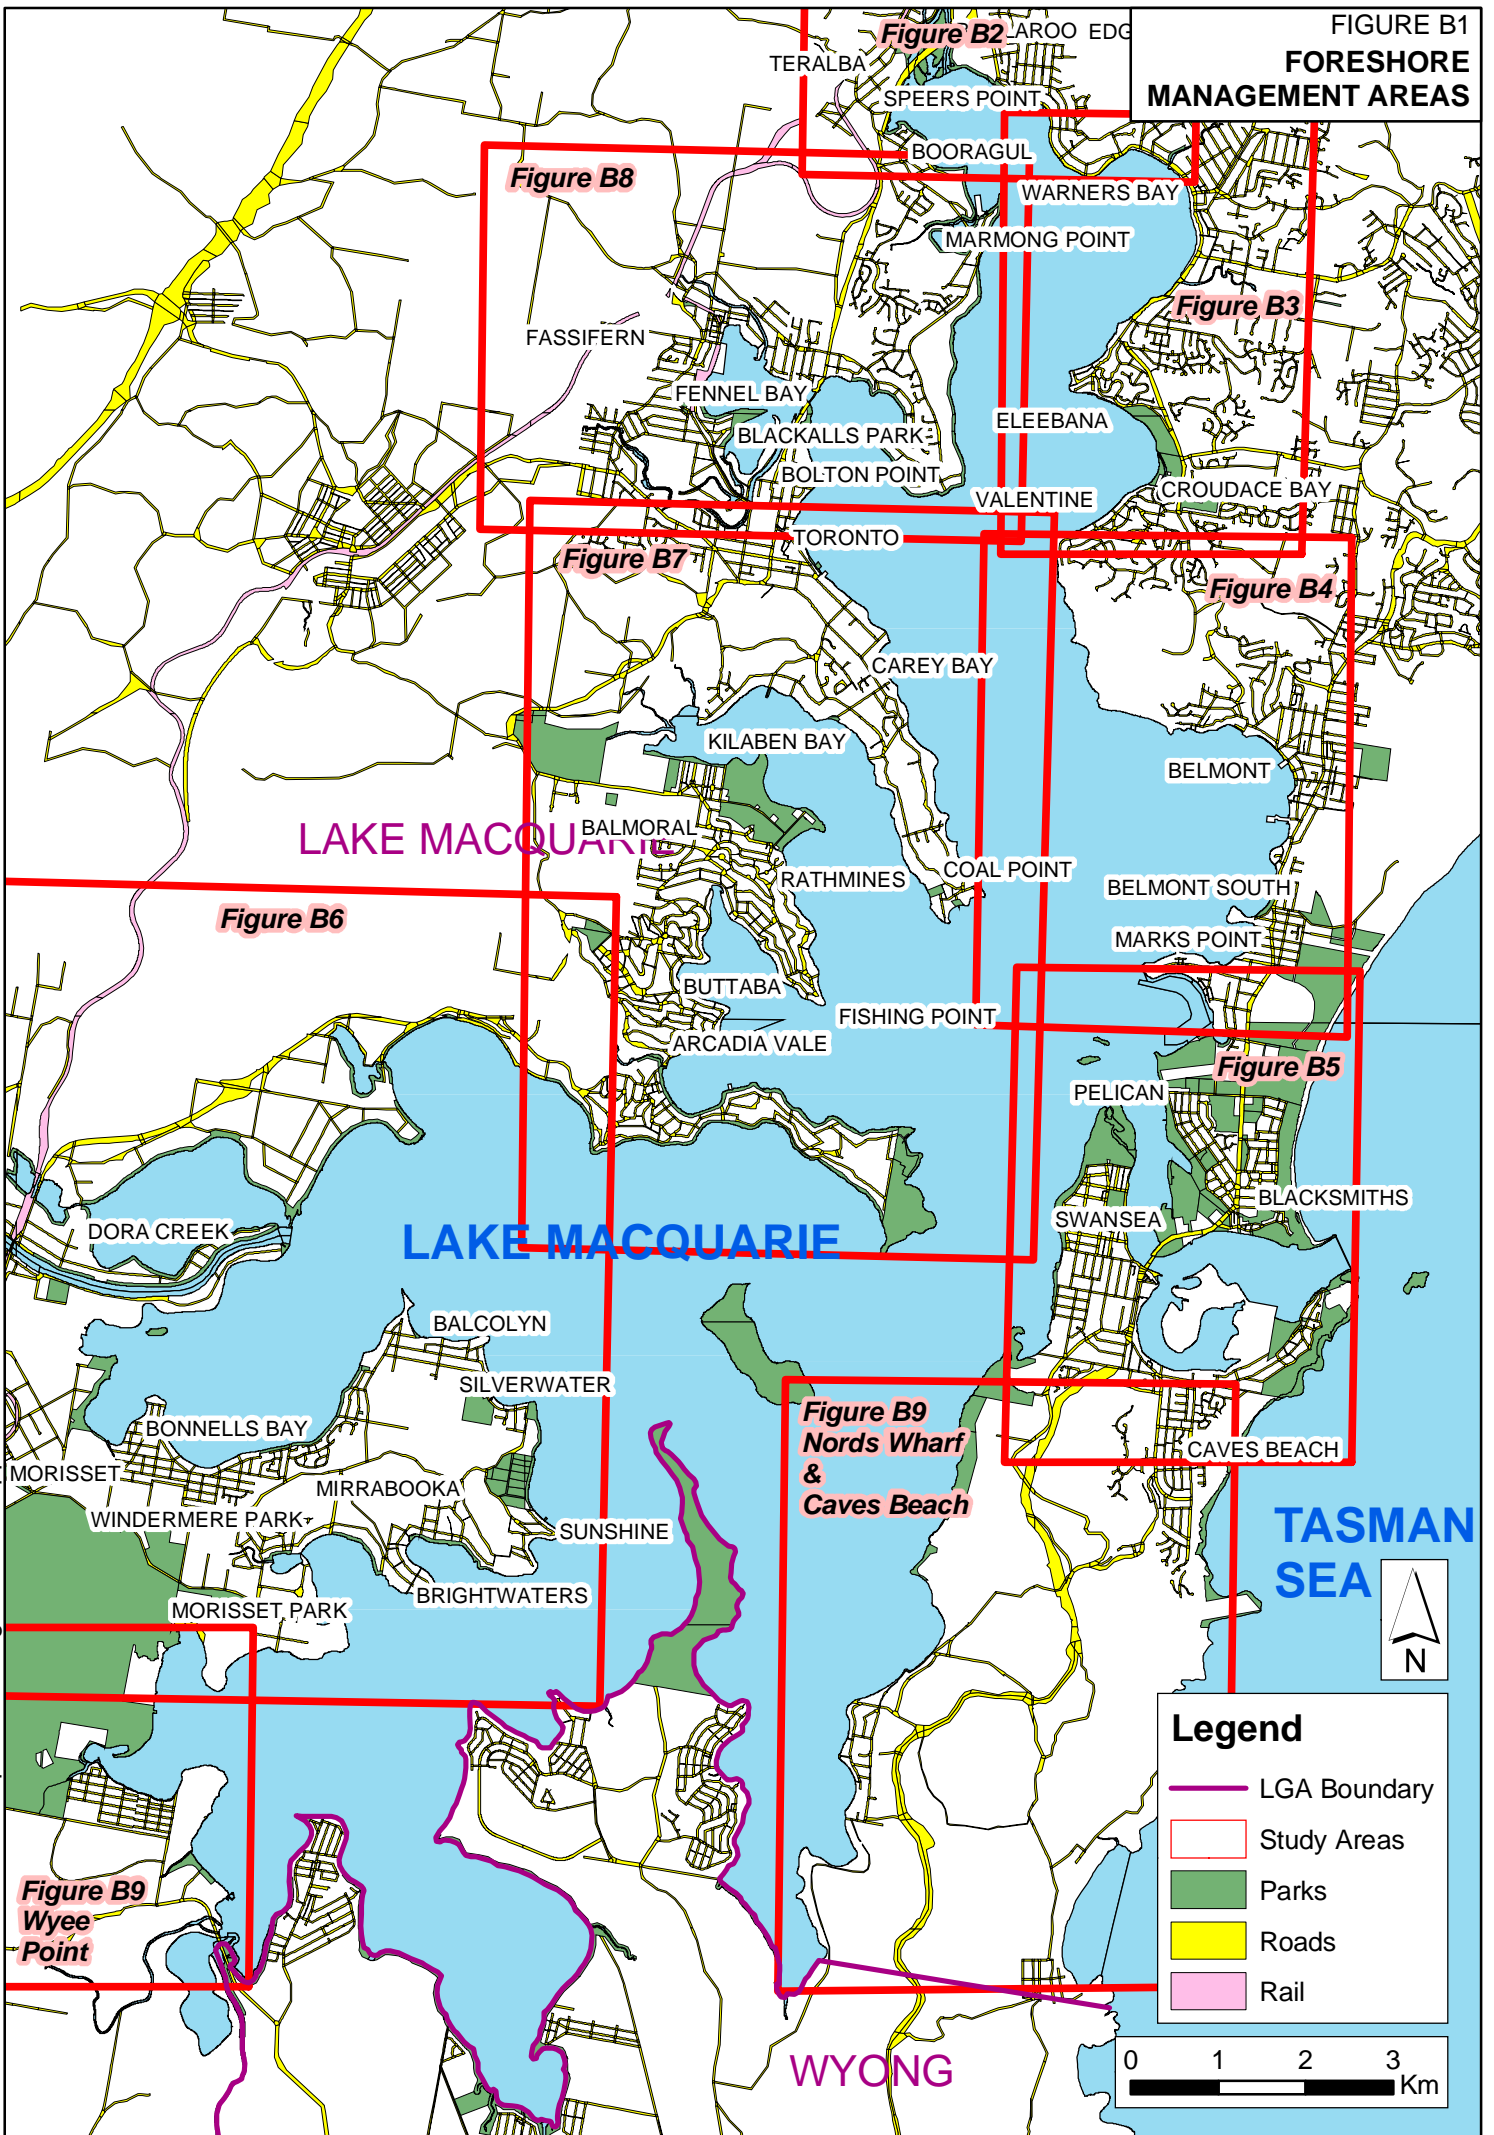 FIGURE B1
FORESHORE
MANAGEMENT AREAS
Figure B2
LAROO
EDG
TERALBA
SPEERS POINT
BOORAGUL
Figure B8
WARNERS BAY
MARMONG POINT
Figure B3
FASSIFERN
FENNEL BAY
ELEEBANA
BLACKALLS PARK
BOLTON POINT
CROUDACE BAY
VALENTINE
TORONTO
Figure B7
Figure B4
CAREY BAY
KILABEN BAY
BELMONT
LAKE MACQUARIE
BALMORAL
RATHMINES
COAL POINT
BELMONT SOUTH
Figure B6
MARKS POINT
BUTTABA
FISHING POINT
ARCADIA VALE
Figure B5
PELICAN
BLACKSMITHS
SWANSEA
DORA CREEK
LAKE MACQUARIE
BALCOLYN
SILVERWATER
Figure B9
Nords Wharf
&
Caves Beach
BONNELLS BAY
CAVES BEACH
MORISSET
MIRRABOOKA
WINDERMERE PARK
SUNSHINE
TASMAN
SEA
BRIGHTWATERS
MORISSET PARK
N
Legend
LGA Boundary
Study Areas
Parks
Roads
Rail
Figure B9
Wyee
Point
WYONG
0 1 2 3
Km